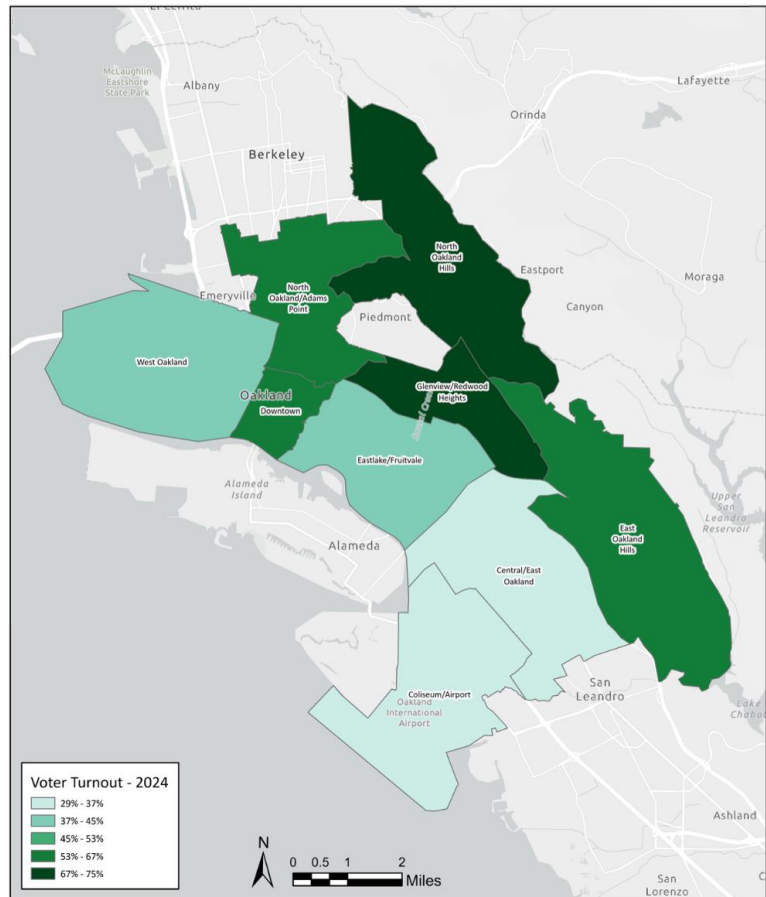 El Cerrito
McLaughlin
Eastshore
State Park
Albany
Lafayette
Orinda
Berkeley
North
Oakland
Hills
Eastport
Moraga
Canyon
Emeryville
North
Oakland/Adams
Point
Piedmont
West Oakland
Glenview/Redwood
Heights
Oakland
Downtown
Eastlake/Fruitvale
Alameda
Island
Upper
San
Leandro
Reservoir
Alameda
East
Oakland
Hills
Central/East
Oakland
San
Leandro
Coliseum/Airport
Oakland
International
Airport
Lake
Chabot
Voter Turnout - 2024
29% - 37%
37% - 45%
45% - 53%
53% - 67%
67% - 75%
N
0 0.5 1 2
Miles
Ashland
San
Lorenzo